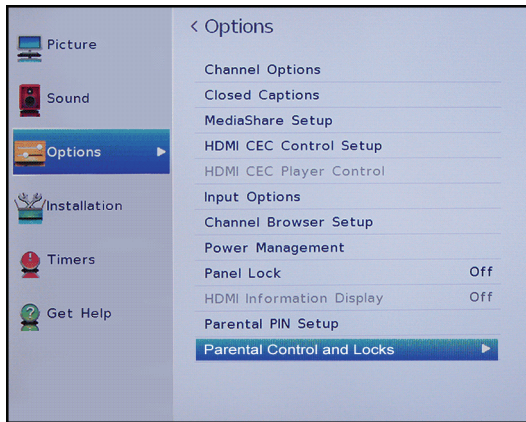 Picture
Sound
Options
Installation
Timers
Get Help
< Options
Channel Options
Closed Captions
MediaShare Setup
HDMI CEC Control Setup
HDMI CEC Player Control
Input Options
Channel Browser Setup
Power Management
Panel Lock Off
HDMI Information Display Off
Parental PIN Setup
Parental Control and Locks